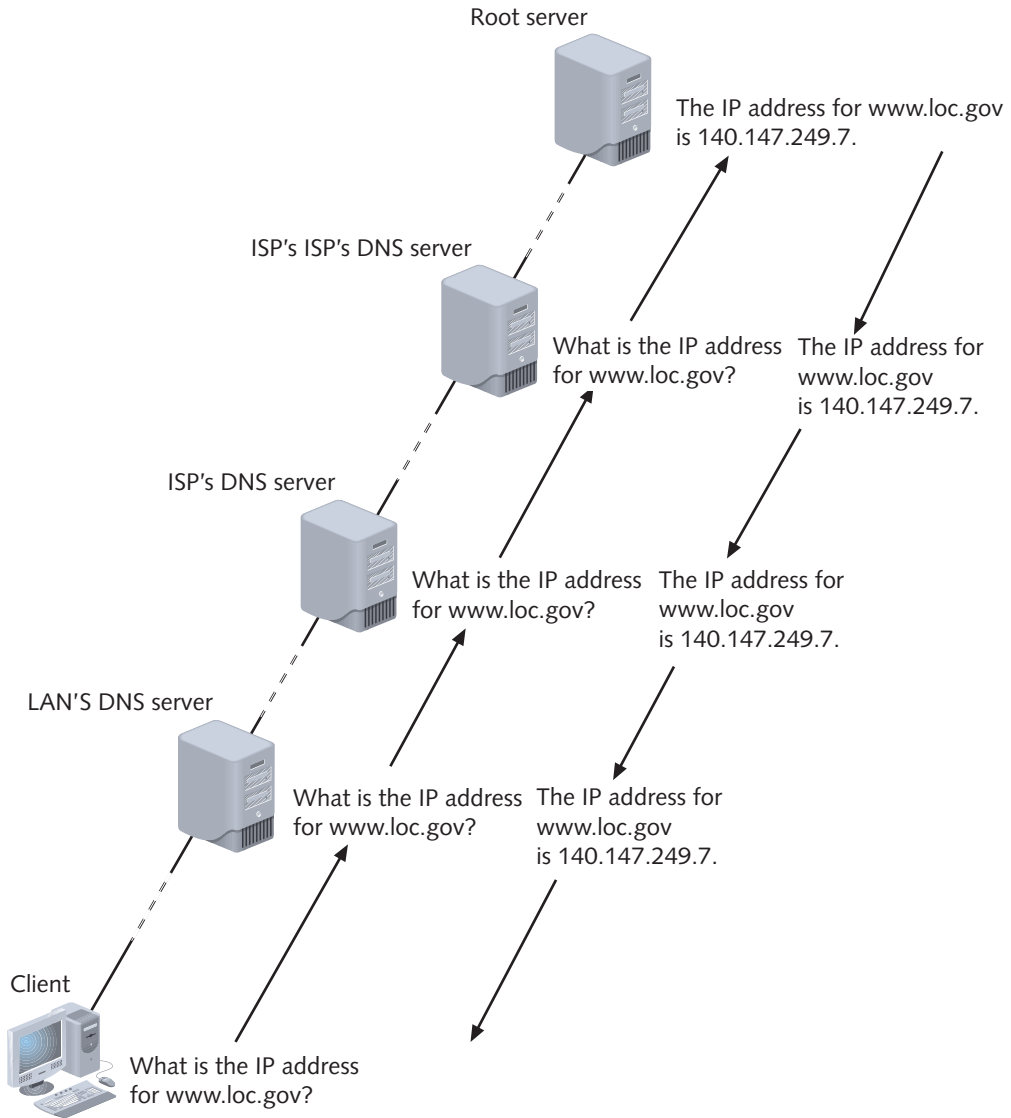 Root server
The IP address for www.loc.gov
is 140.147.249.7.
ISP's ISP's DNS server
What is the IP address
for www.loc.gov?
The IP address for
www.loc.gov
is 140.147.249.7.
ISP's DNS server
What is the IP address
for www.loc.gov?
The IP address for
www.loc.gov
is 140.147.249.7.
LAN'S DNS server
What is the IP address
for www.loc.gov?
The IP address for
www.loc.gov
is 140.147.249.7.
Client
What is the IP address
for www.loc.gov?